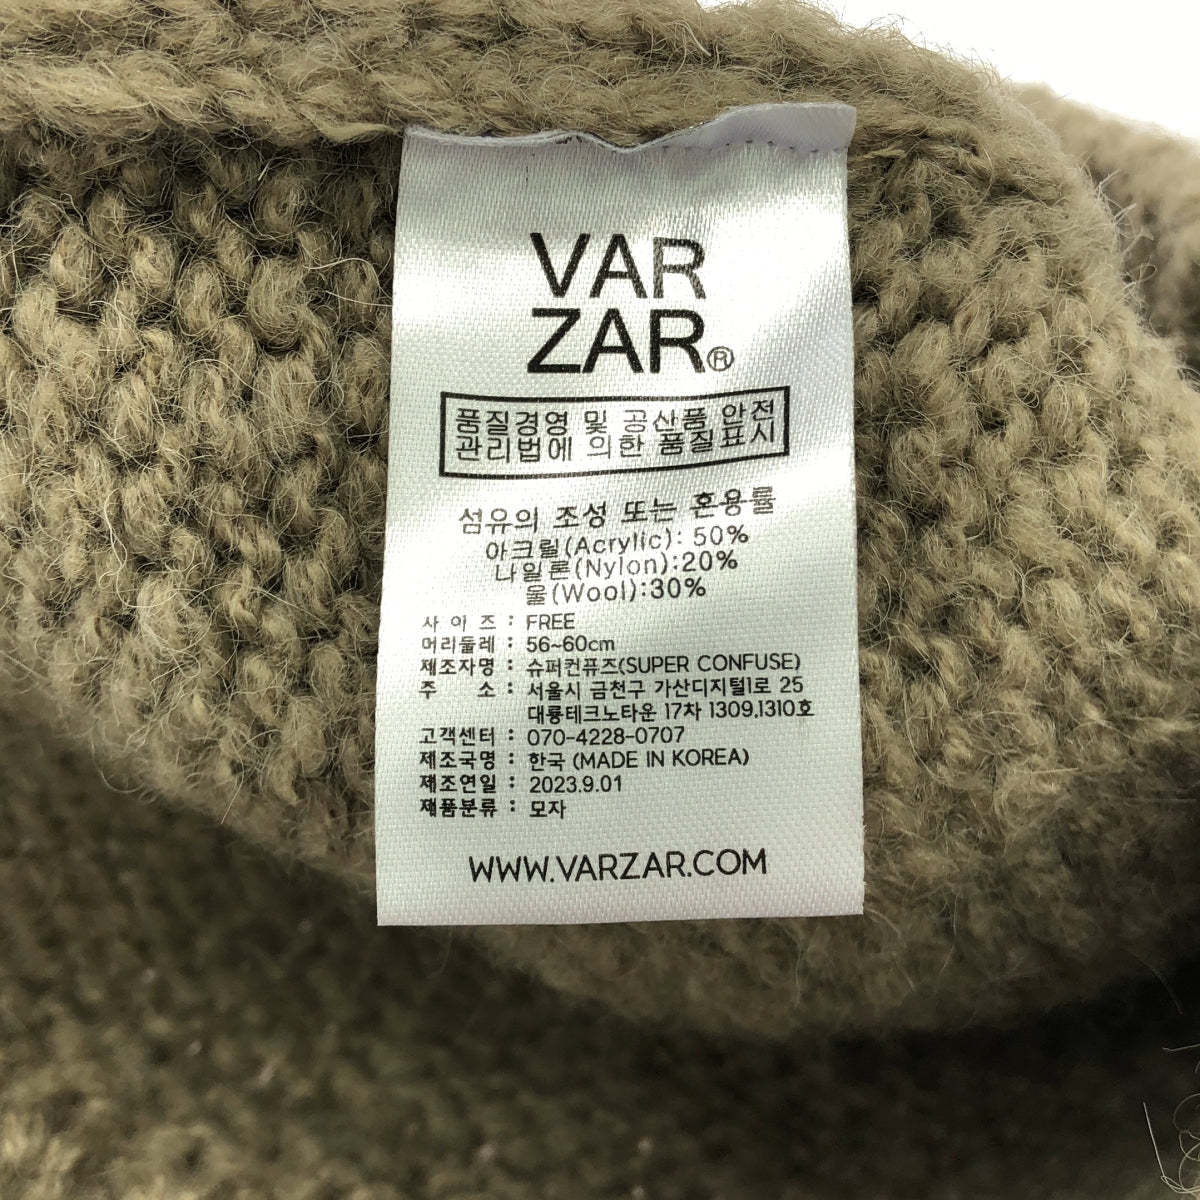 VAR
ZAR®
품질경영 및 공산품 안전
관리법에 의한 품질표시
섬유의 조성 또는 혼용률
아크릴(Acrylic): 50%
나일론(Nylon):20%
울(Wool):30%
사 이 즈 : FREE
머리둘레 : 56~60cm
제조자명 : 슈퍼컨퓨즈(SUPER CONFUSE)
주 소 : 서울시 금천구 가산디지털1로 25
대륭테크노타운 17차 1309,1310호
고객센터 : 070-4228-0707
제조국명 : 한국 (MADE IN KOREA)
제조연일 : 2023.9.01
제품분류 : 모자
WWW.VARZAR.COM